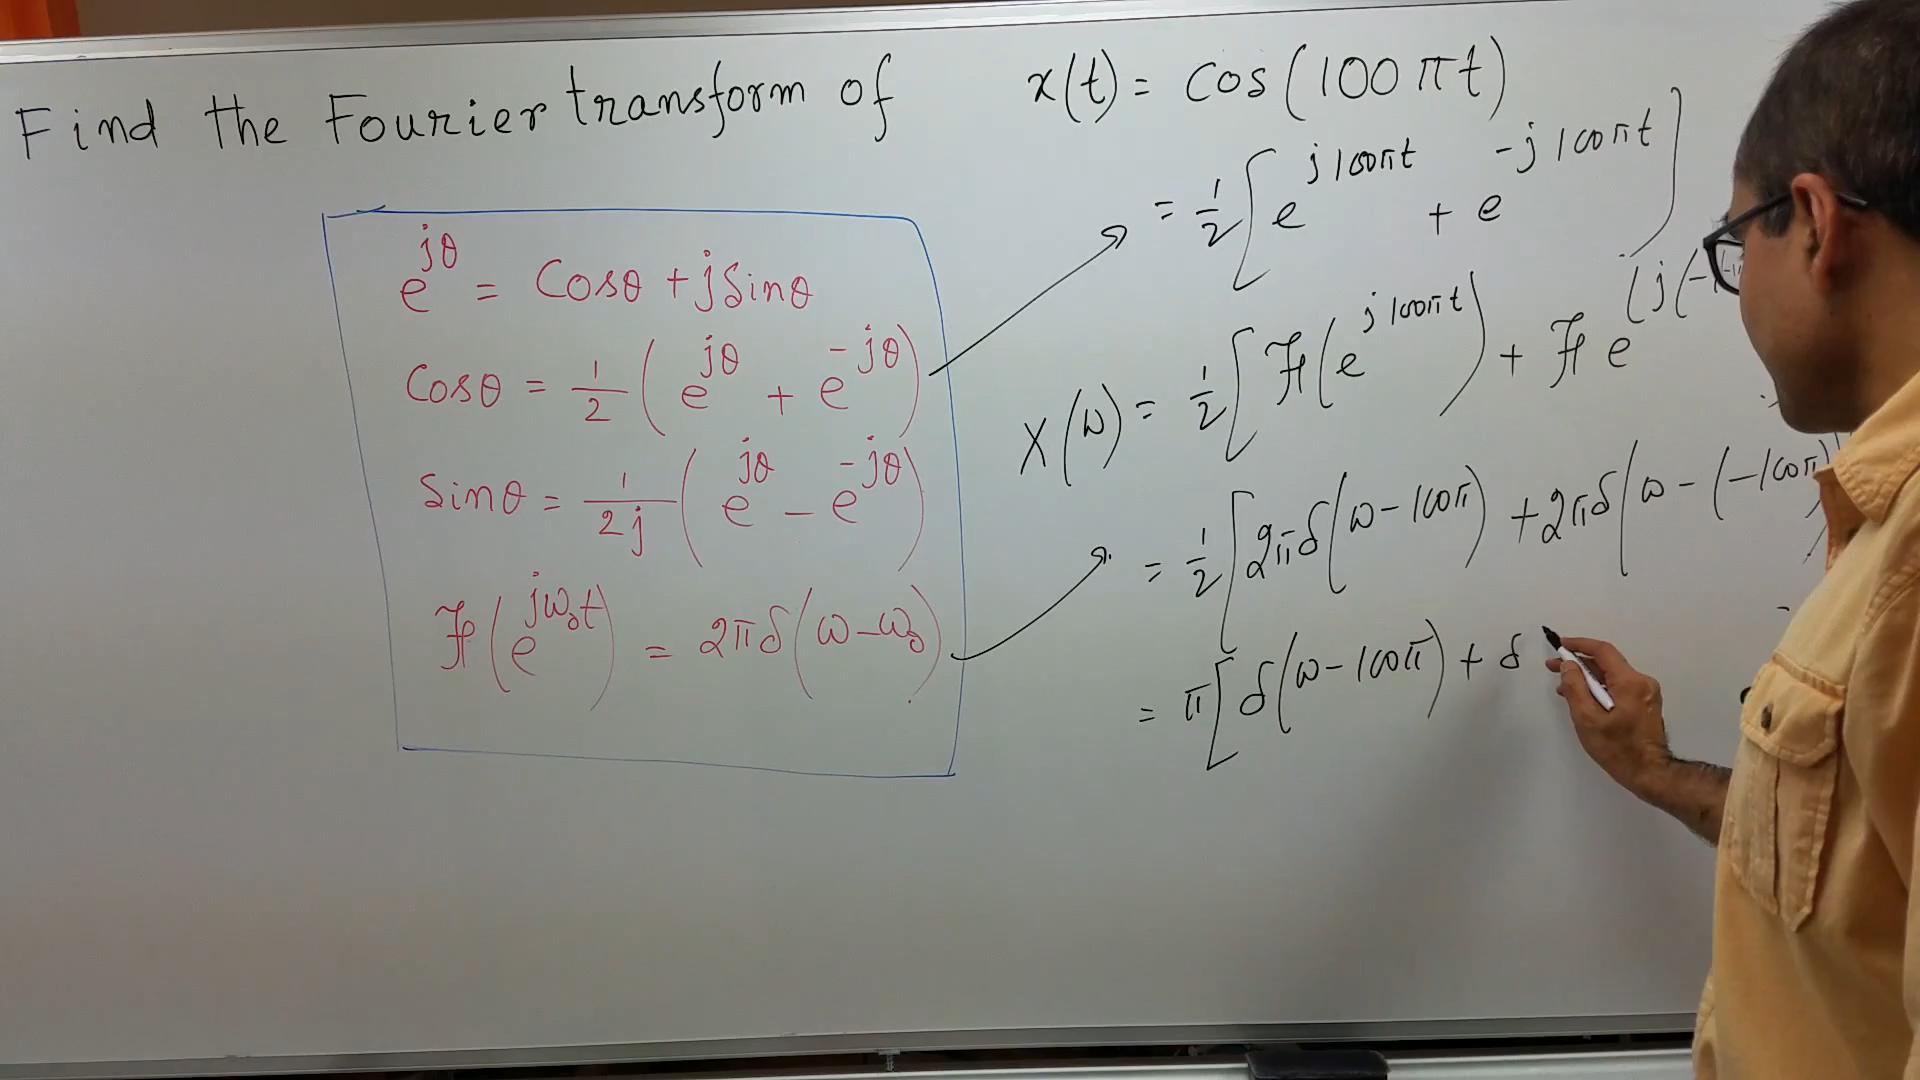 Find the Fourier transform of x(t) = Cos(100πt)
= 1/2 [e^{j100πt} + e^{-j100πt}]
e^{jθ} = Cosθ + jSinθ
Cosθ = 1/2 (e^{jθ} + e^{-jθ})
Sinθ = 1/2j (e^{jθ} - e^{-jθ})
ℱ(e^{jω₀t}) = 2πδ(ω-ω₀)
X(ω) = 1/2 [ℱ(e^{j100πt}) + ℱ e^{(j(-
= 1/2 [2πδ(ω-100π) + 2πδ(ω-(-100π)
= π[δ(ω-100π) + δ